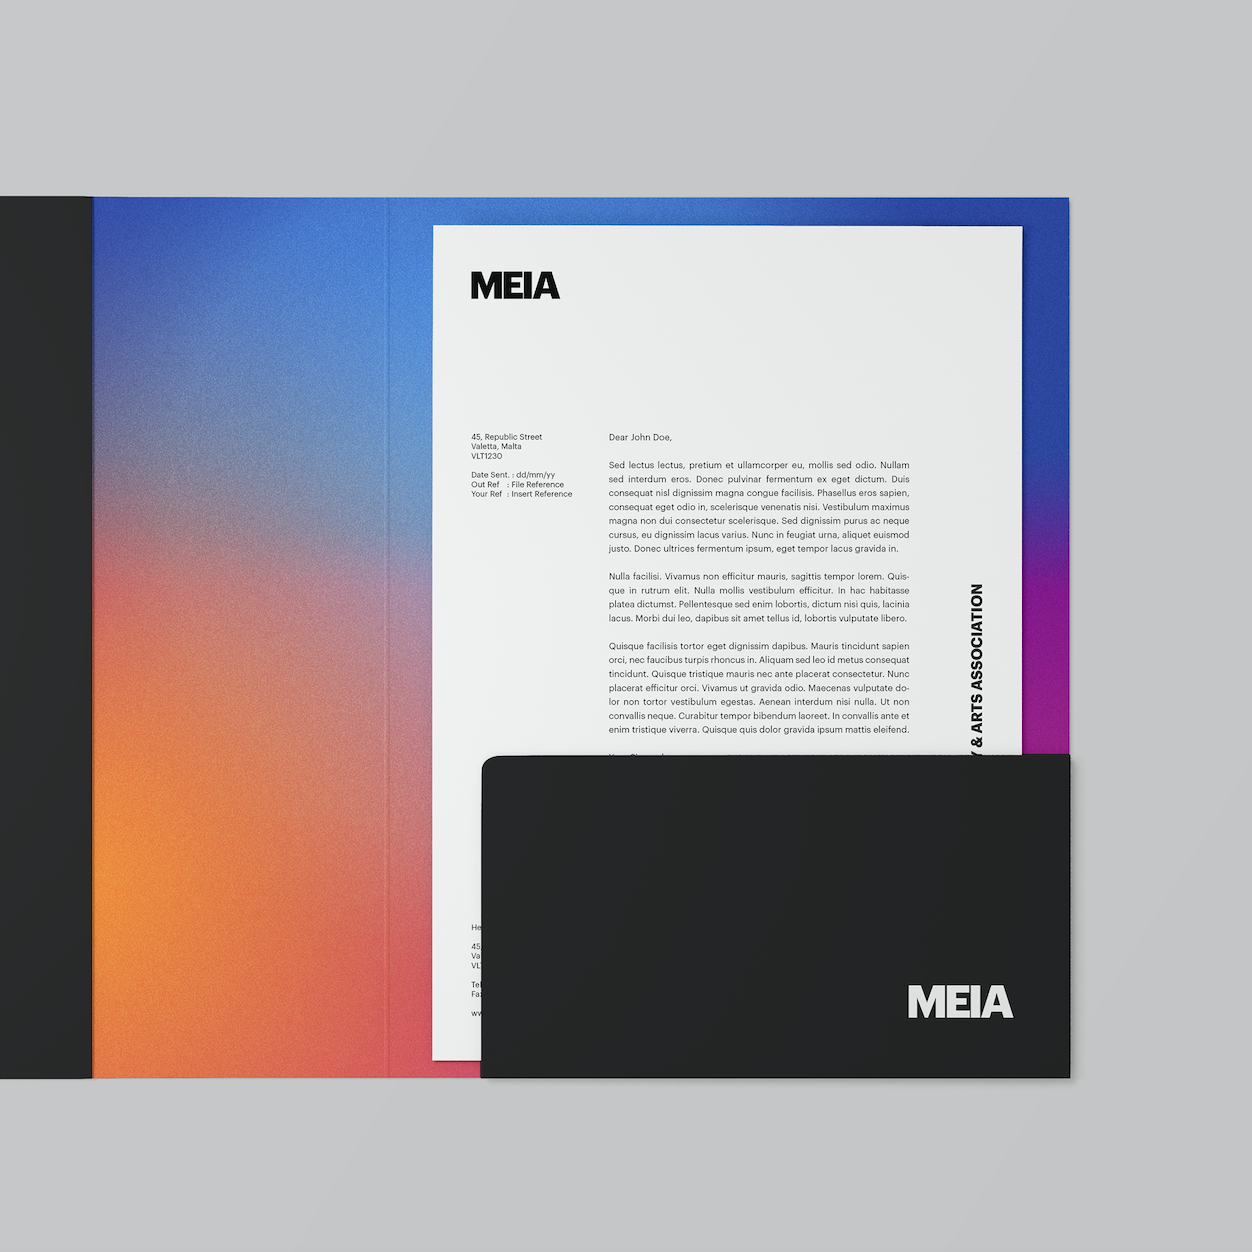 MEIA
45, Republic Street
Valetta, Malta
VLT1230
Date Sent. : dd/mm/yy
Out Ref : File Reference
Your Ref : Insert Reference
Dear John Doe,
Sed lectus lectus, pretium et ullamcorper eu, mollis sed odio. Nullam
sed interdum eros. Donec pulvinar fermentum ex eget dictum. Duis
consequat nisl dignissim magna congue facilisis. Phasellus eros sapien,
consequat eget odio in, scelerisque venenatis nisi. Vestibulum maximus
magna non dui consectetur scelerisque. Sed dignissim purus ac neque
cursus, eu dignissim lacus varius. Nunc in feugiat urna, aliquet euismod
justo. Donec ultrices fermentum ipsum, eget tempor lacus gravida in.
Nulla facilisi. Vivamus non efficitur mauris, sagittis tempor lorem. Quis-
que in rutrum elit. Nulla mollis vestibulum efficitur. In hac habitasse
platea dictumst. Pellentesque sed enim lobortis, dictum nisi quis, lacinia
lacus. Morbi dui leo, dapibus sit amet tellus id, lobortis vulputate libero.
Quisque facilisis tortor eget dignissim dapibus. Mauris tincidunt sapien
orci, nec faucibus turpis rhoncus in. Aliquam sed leo id metus consequat
tincidunt. Quisque tristique mauris nec ante placerat consectetur. Nunc
placerat efficitur orci. Vivamus ut gravida odio. Maecenas vulputate do-
lor non tortor vestibulum egestas. Aenean interdum nisi nulla. Ut non
convallis neque. Curabitur tempor bibendum laoreet. In convallis ante et
enim tristique viverra. Quisque quis dolor gravida ipsum mattis eleifend.
& ARTS ASSOCIATION
45,
MEIA